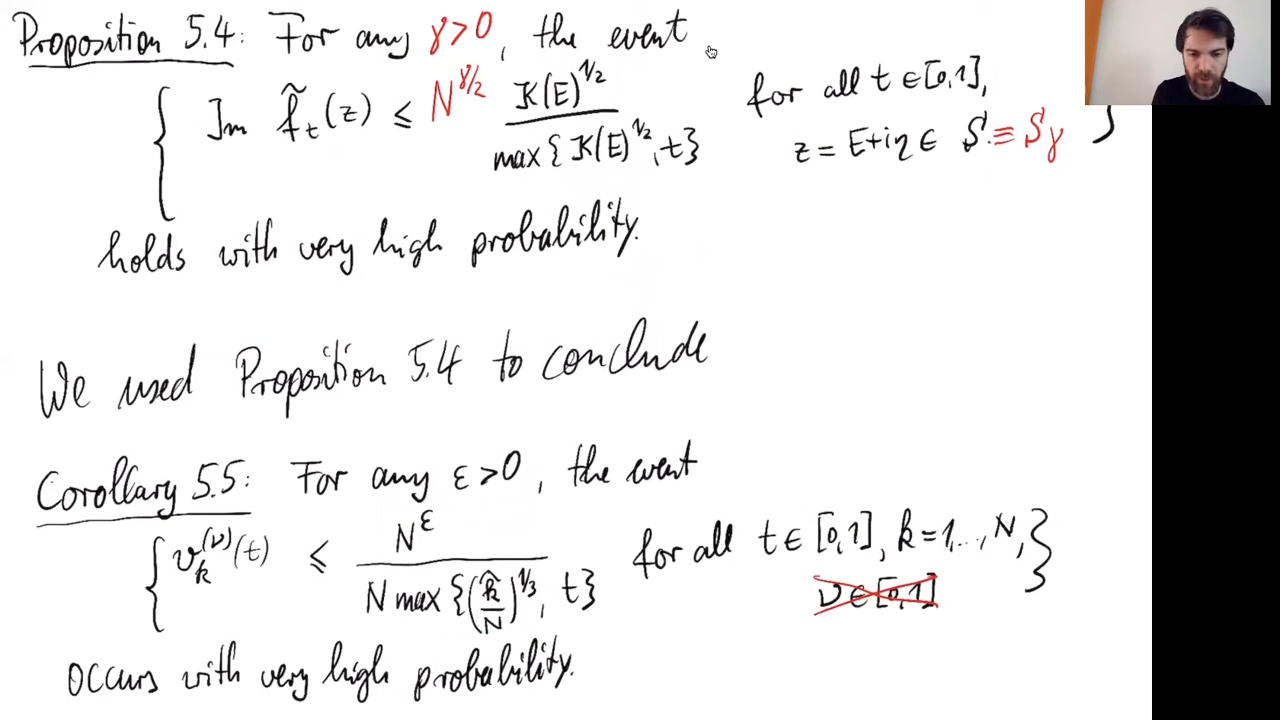 Proposition 5.4: For any γ>0, the event
{ Im f̃_t(z) ≤ N^{γ/2} K(E)^{1/2} / max{K(E)^{1/2}, t} for all t ∈ [0,1],
z = E+iη ∈ S ≡ S_γ }
holds with very high probability.
We used Proposition 5.4 to conclude
Corollary 5.5: For any ε>0, the event
{ v_k^{(ν)}(t) ≤ N^ε / N max{(k̂/N)^{1/3}, t} for all t ∈ [0,1], k=1,..., N, }
ν ∈ [0,1]
occurs with very high probability.